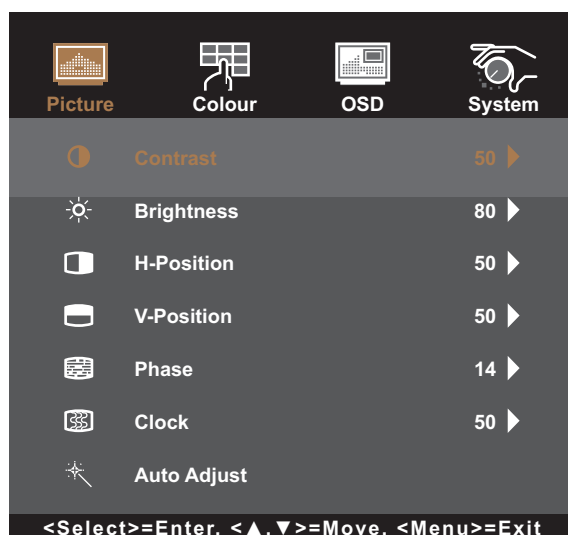 Picture Colour OSD System
Contrast 50
Brightness 80
H-Position 50
V-Position 50
Phase 14
Clock 50
Auto Adjust
<Select>=Enter, <▲,▼>=Move, <Menu>=Exit